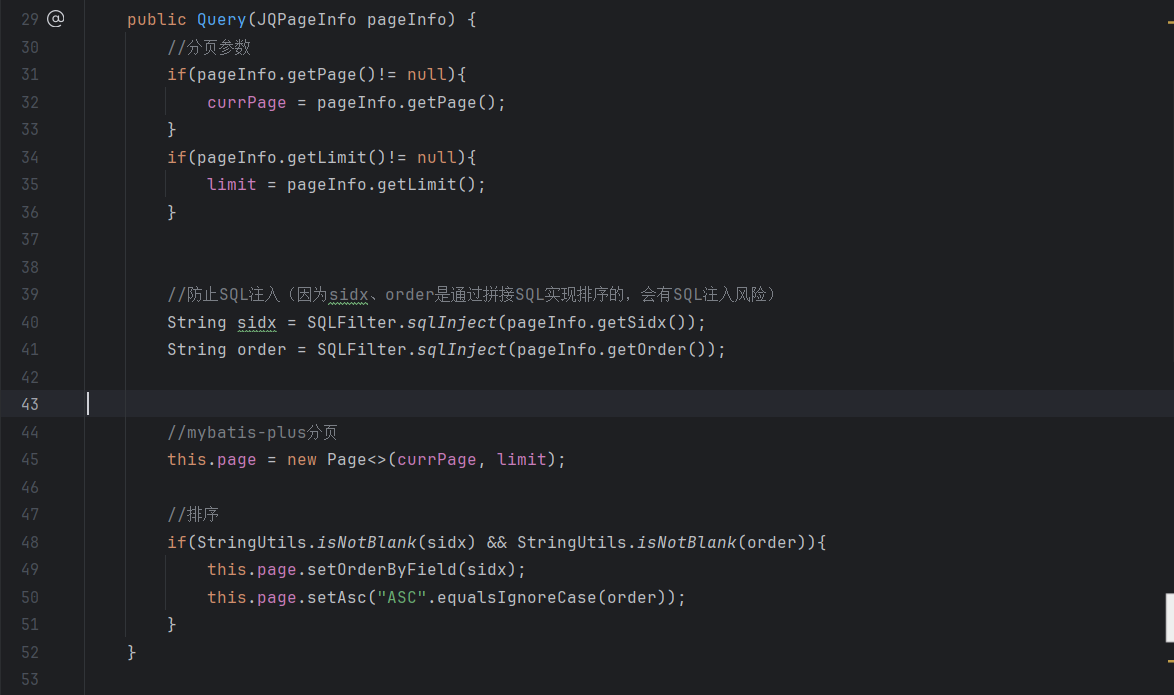 29 @ public Query(JQPageInfo pageInfo) {
30 //分页参数
31 if(pageInfo.getPage()!= null){
32 currPage = pageInfo.getPage();
33 }
34 if(pageInfo.getLimit()!= null){
35 limit = pageInfo.getLimit();
36 }
37
38
39 //防止SQL注入（因为sidx、order是通过拼接SQL实现排序的，会有SQL注入风险）
40 String sidx = SQLFilter.sqlInject(pageInfo.getSidx());
41 String order = SQLFilter.sqlInject(pageInfo.getOrder());
42
43
44 //mybatis-plus分页
45 this.page = new Page<>(currPage, limit);
46
47 //排序
48 if(StringUtils.isNotBlank(sidx) && StringUtils.isNotBlank(order)){
49 this.page.setOrderByField(sidx);
50 this.page.setAsc("ASC".equalsIgnoreCase(order));
51 }
52 }
53